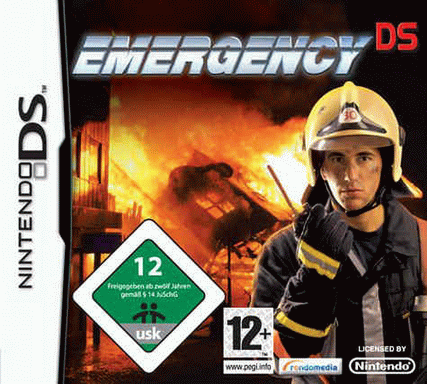 EMERGENCY DS
NINTENDO DS™
12
Freigegeben ab zwölf Jahren
gemäß § 14 JuSchG
usk
12+
www.pegi.info
rondomedia
LICENSED BY
Nintendo